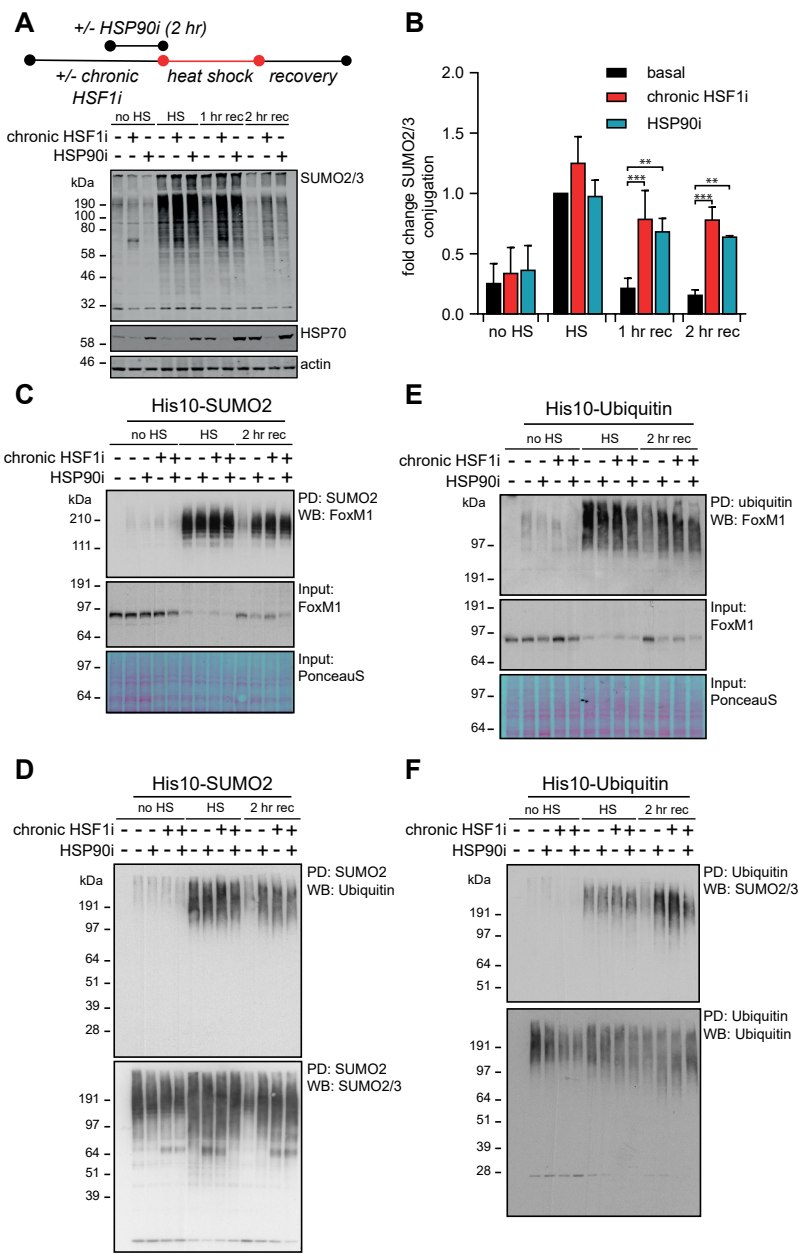 A
+/- HSP90i (2 hr)
+/- chronic HSF1i
heat shock
recovery
no HS HS 1 hr rec 2 hr rec
chronic HSF1i - + - - + - - + - - + -
HSP90i - - + - - + - - + - - +
kDa
SUMO2/3
190
100
80
58
46
32
HSP70
58
46
actin
B
fold change SUMO2/3 conjugation
2.0
1.5
1.0
0.5
0.0
basal
chronic HSF1i
HSP90i
** **
*** ***
no HS HS 1 hr rec 2 hr rec
C
His10-SUMO2
no HS HS 2 hr rec
chronic HSF1i - - - + + - - + + - - + +
HSP90i - - + - + - + - + - + - +
kDa
PD: SUMO2
WB: FoxM1
210
111
191
Input:
FoxM1
97
64
Input:
PonceauS
97
64
E
His10-Ubiquitin
no HS HS 2 hr rec
chronic HSF1i - - - + + - - + + - - + +
HSP90i - - + - + - + - + - + - +
kDa
PD: ubiquitin
WB: FoxM1
97
191
191
Input:
FoxM1
97
64
Input:
PonceauS
97
64
D
His10-SUMO2
no HS HS 2 hr rec
chronic HSF1i - - - + + - - + + - - + +
HSP90i - - + - + - + - + - + - +
kDa
PD: SUMO2
WB: Ubiquitin
191
97
64
51
39
28
PD: SUMO2
WB: SUMO2/3
191
97
64
51
39
F
His10-Ubiquitin
no HS HS 2 hr rec
chronic HSF1i - - - + + - - + + - - + +
HSP90i - - + - + - + - + - + - +
kDa
PD: Ubiquitin
WB: SUMO2/3
191
97
64
51
PD: Ubiquitin
WB: Ubiquitin
191
97
64
51
39
28